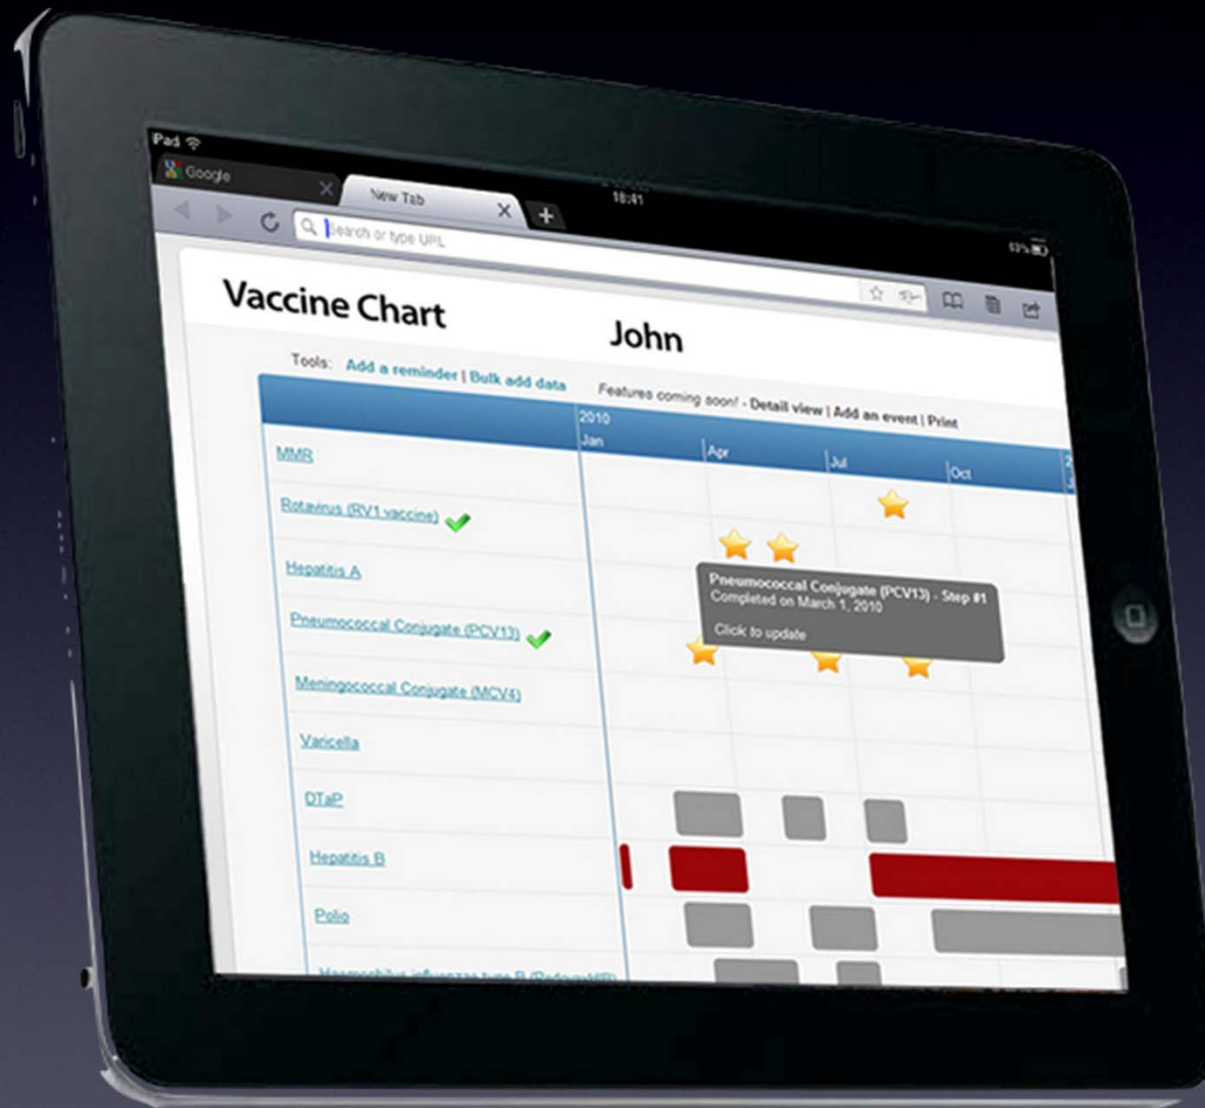 iPad
18:41
Google
New Tab
Search or type URL
Vaccine Chart
John
Tools: Add a reminder | Bulk add data Features coming soon! - Detail view | Add an event | Print
2010
Jan Apr Jul Oct
MMR
Rotavirus (RV1 vaccine)
Hepatitis A
Pneumococcal Conjugate (PCV13) - Step #1
Completed on March 1, 2010
Click to update
Pneumococcal Conjugate (PCV13)
Meningococcal Conjugate (MCV4)
Varicella
DTaP
Hepatitis B
Polio
Haemophilus influenzae type B